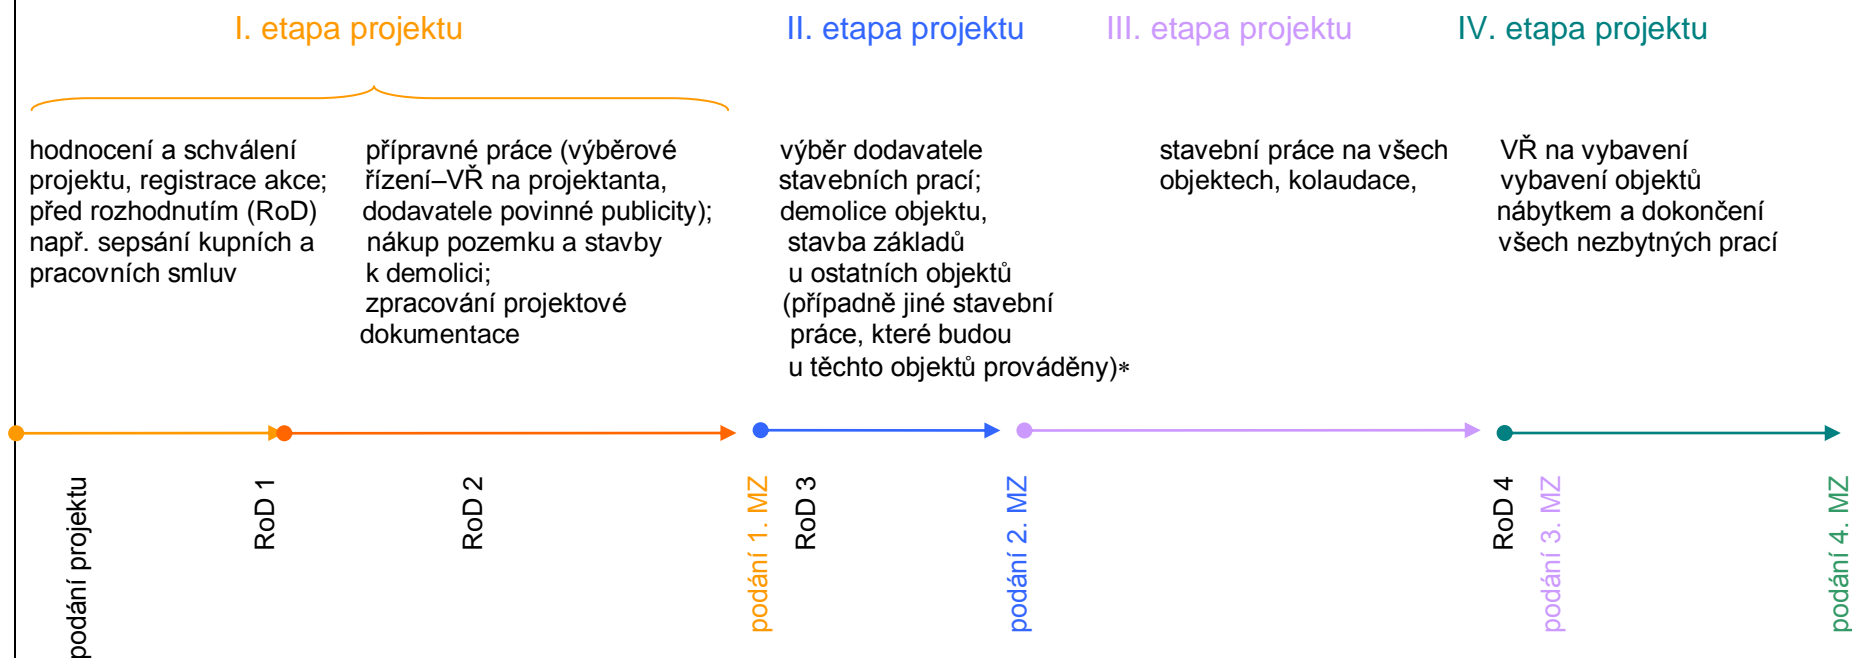 I. etapa projektu
II. etapa projektu
III. etapa projektu
IV. etapa projektu
hodnocení a schválení
projektu, registrace akce;
před rozhodnutím (RoD)
např. sepsání kupních a
pracovních smluv
přípravné práce (výběrové
řízení–VŘ na projektanta,
dodavatele povinné publicity);
nákup pozemku a stavby
k demolici;
zpracování projektové
dokumentace
výběr dodavatele
stavebních prací;
demolice objektu,
stavba základů
u ostatních objektů
(případně jiné stavební
práce, které budou
u těchto objektů prováděny)*
stavební práce na všech
objektech, kolaudace,
VŘ na vybavení
vybavení objektů
nábytkem a dokončení
všech nezbytných prací
podání projektu
RoD 1
RoD 2
podání 1. MZ
RoD 3
podání 2. MZ
RoD 4
podání 3. MZ
podání 4. MZ